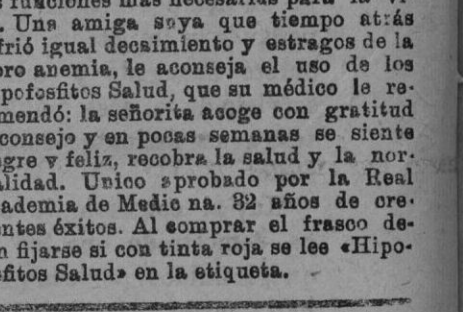 funciones más necesarias para la vi-
. Una amiga suya que tiempo atrás
frió igual decaimiento y estragos de la
oro anemia, le aconseja el uso de los
pofosfitos Salud, que su médico le re-
mendó: la señorita acoge con gratitud
consejo y en pocas semanas se siente
gre y feliz, recobra la salud y la nor-
alidad. Unico aprobado por la Real
ademia de Medic na. 32 años de cre-
ntes éxitos. Al comprar el frasco de-
n fijarse si con tinta roja se lee «Hipo-
sfitos Salud» en la etiqueta.